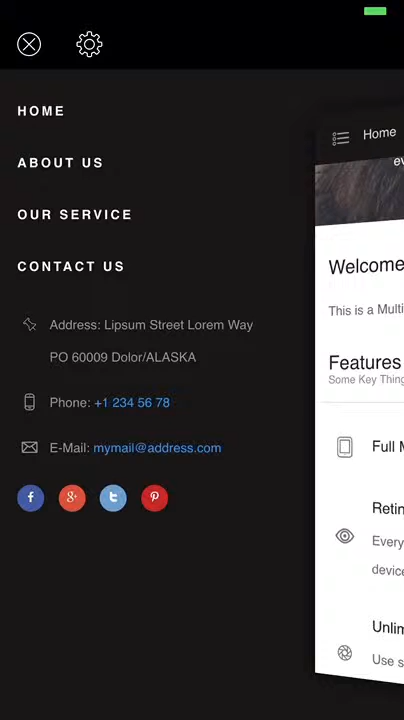 HOME
ABOUT US
OUR SERVICE
CONTACT US
Address: Lipsum Street Lorem Way
PO 60009 Dolor/ALASKA
Phone: +1 234 56 78
E-Mail: mymail@address.com
f
g+
t
p
Home
ev
Welcome
This is a Multi
Features
Some Key Thing
Full M
Retin
Every
device
Unlim
Use s